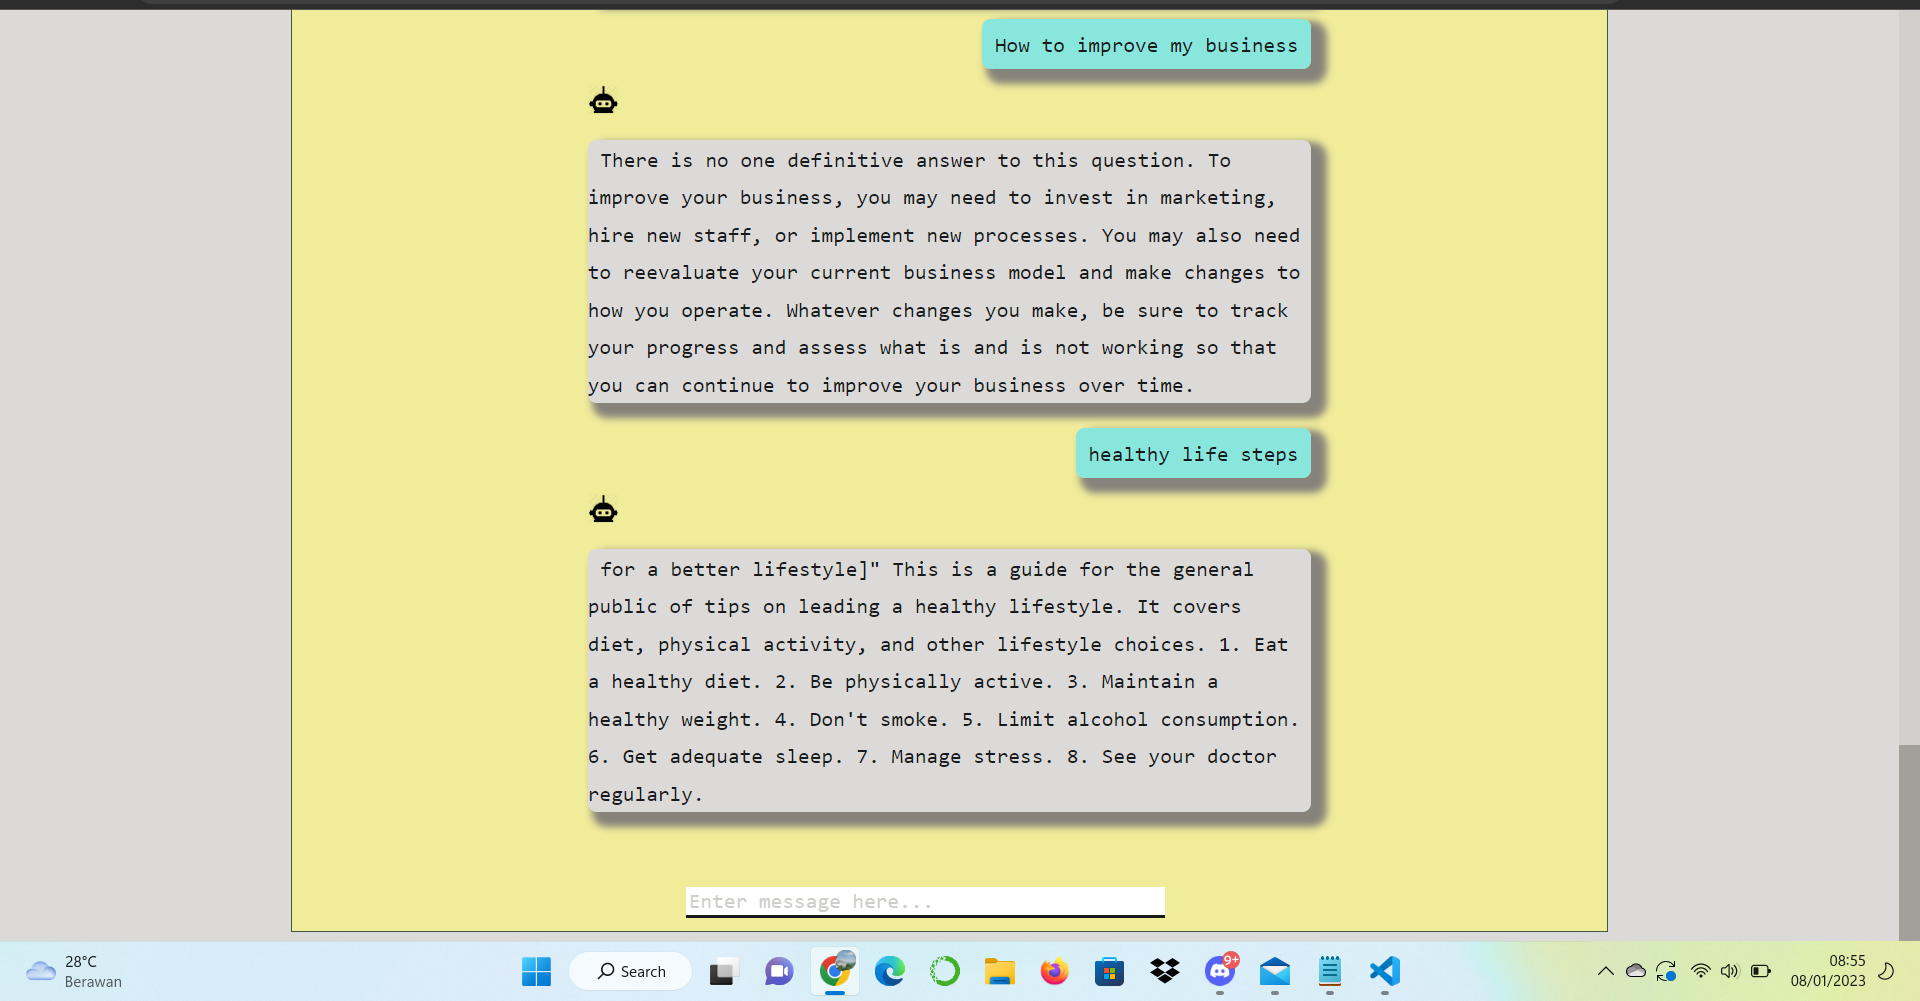 How to improve my business
There is no one definitive answer to this question. To
improve your business, you may need to invest in marketing,
hire new staff, or implement new processes. You may also need
to reevaluate your current business model and make changes to
how you operate. Whatever changes you make, be sure to track
your progress and assess what is and is not working so that
you can continue to improve your business over time.
healthy life steps
for a better lifestyle]" This is a guide for the general
public of tips on leading a healthy lifestyle. It covers
diet, physical activity, and other lifestyle choices. 1. Eat
a healthy diet. 2. Be physically active. 3. Maintain a
healthy weight. 4. Don't smoke. 5. Limit alcohol consumption.
6. Get adequate sleep. 7. Manage stress. 8. See your doctor
regularly.
Enter message here...
28°C
Berawan
Search
9+
08:55
08/01/2023